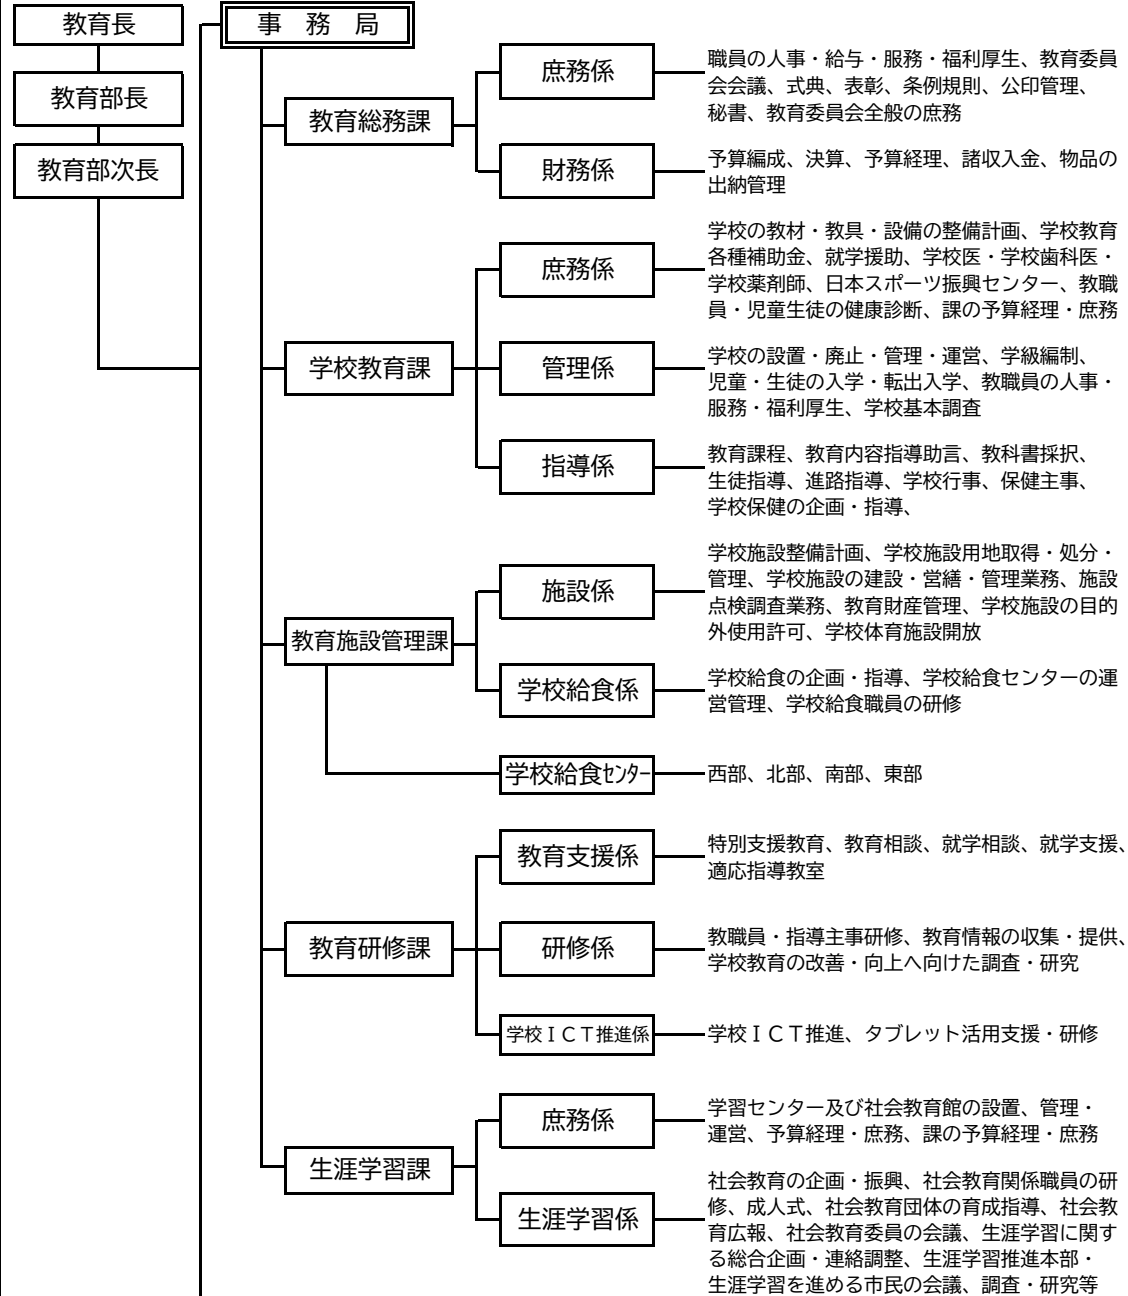 教育長
教育部長
教育部次長
事　務　局
教育総務課
庶務係
職員の人事・給与・服務・福利厚生、教育委員
会会議、式典、表彰、条例規則、公印管理、
秘書、教育委員会全般の庶務
財務係
予算編成、決算、予算経理、諸収入金、物品の
出納管理
学校教育課
庶務係
学校の教材・教具・設備の整備計画、学校教育
各種補助金、就学援助、学校医・学校歯科医・
学校薬剤師、日本スポーツ振興センター、教職
員・児童生徒の健康診断、課の予算経理・庶務
管理係
学校の設置・廃止・管理・運営、学級編制、
児童・生徒の入学・転出入学、教職員の人事・
服務・福利厚生、学校基本調査
指導係
教育課程、教育内容指導助言、教科書採択、
生徒指導、進路指導、学校行事、保健主事、
学校保健の企画・指導、
教育施設管理課
施設係
学校施設整備計画、学校施設用地取得・処分・
管理、学校施設の建設・営繕・管理業務、施設
点検調査業務、教育財産管理、学校施設の目的
外使用許可、学校体育施設開放
学校給食係
学校給食の企画・指導、学校給食センターの運
営管理、学校給食職員の研修
学校給食ｾﾝﾀｰ
西部、北部、南部、東部
教育研修課
教育支援係
特別支援教育、教育相談、就学相談、就学支援、
適応指導教室
研修係
教職員・指導主事研修、教育情報の収集・提供、
学校教育の改善・向上へ向けた調査・研究
学校ＩＣＴ推進係
学校ＩＣＴ推進、タブレット活用支援・研修
生涯学習課
庶務係
学習センター及び社会教育館の設置、管理・
運営、予算経理・庶務、課の予算経理・庶務
生涯学習係
社会教育の企画・振興、社会教育関係職員の研
修、成人式、社会教育団体の育成指導、社会教
育広報、社会教育委員の会議、生涯学習に関す
る総合企画・連絡調整、生涯学習推進本部・
生涯学習を進める市民の会議、調査・研究等